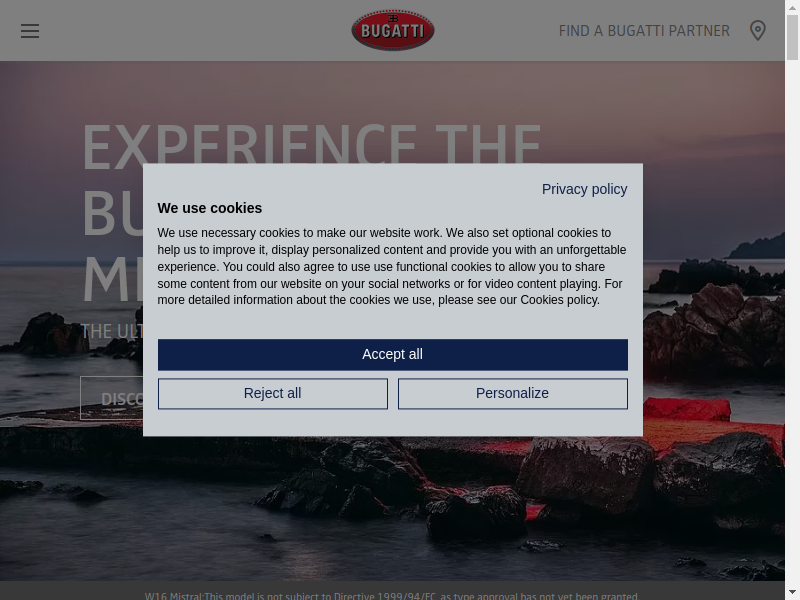 BUGATTI
FIND A BUGATTI PARTNER
EXPERIENCE THE
BU
MI
THE ULT
DISCO
Privacy policy
We use cookies
We use necessary cookies to make our website work. We also set optional cookies to
help us to improve it, display personalized content and provide you with an unforgettable
experience. You could also agree to use use functional cookies to allow you to share
some content from our website on your social networks or for video content playing. For
more detailed information about the cookies we use, please see our Cookies policy.
Accept all
Reject all
Personalize
W16 Mistral:This model is not subject to Directive 1999/94/EC, as type approval has not yet been granted.